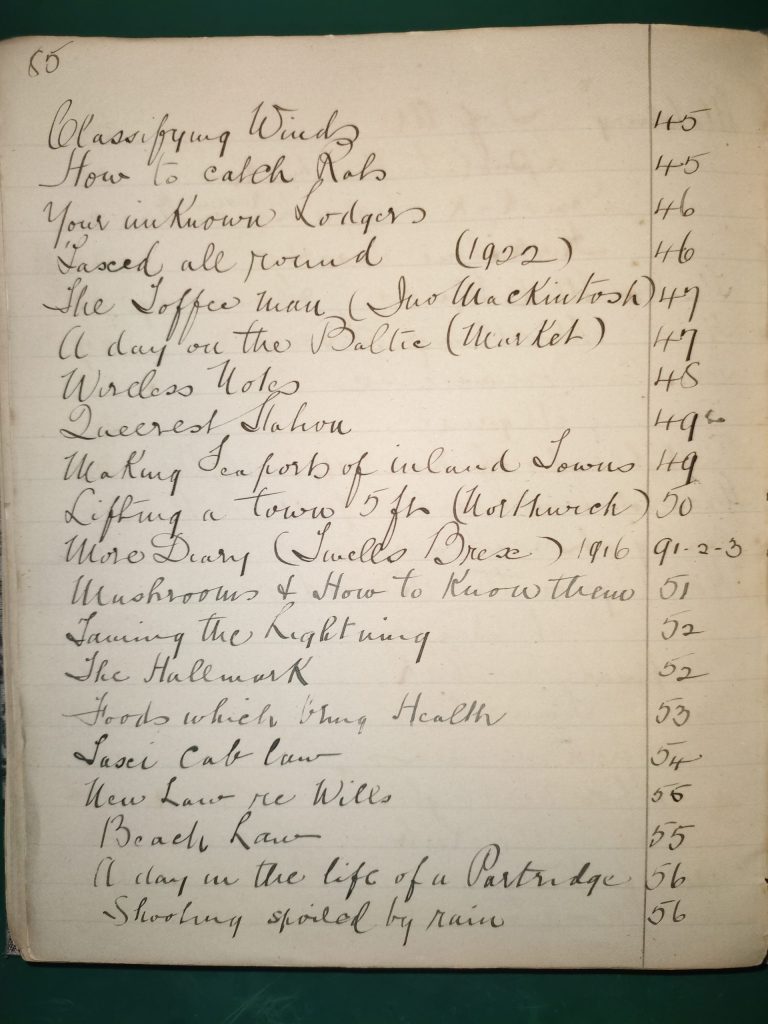 85
Classifying Winds 45
How to catch Rats 45
Your unKnown Lodgers 46
Taxed all round (1922) 46
The Toffee man (Jno Mackintosh) 47
A day on the Baltic (Market) 47
Wireless Notes 48
Queerest Station 49
Making Seaports of inland Towns 49
Lifting a town 5 ft (Northwich) 50
More Diary (Twells Brex) 1916 91-2-3
Mushrooms & How to Know them 51
Taming the Lightning 52
The Hallmark 52
Foods which bring Health 53
Taxi cab law 54
New Law re Wills 55
Beach Law 55
A day in the life of a Partridge 56
Shooting spoiled by rain 56